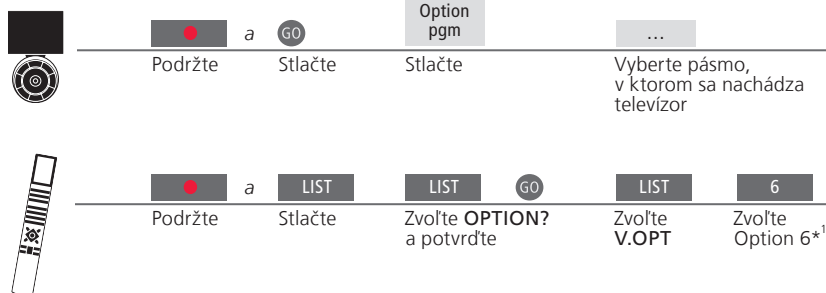 Option
pgm
a GO ...
Podržte Stlačte Stlačte Vyberte pásmo,
v ktorom sa nachádza
televízor
a LIST LIST GO LIST 6
Podržte Stlačte Zvoľte OPTION? Zvoľte Zvoľte
a potvrďte V.OPT Option 6*1